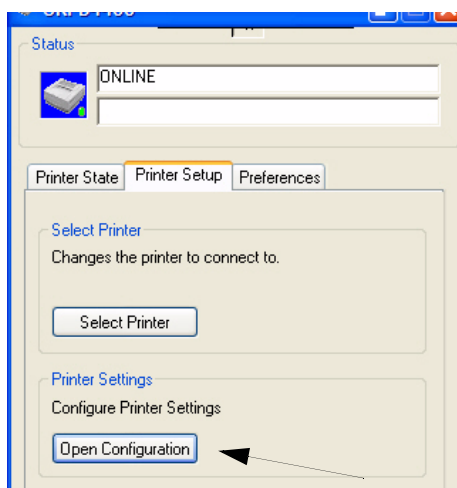 Status
ONLINE
Printer State Printer Setup Preferences
Select Printer
Changes the printer to connect to.
Select Printer
Printer Settings
Configure Printer Settings
Open Configuration